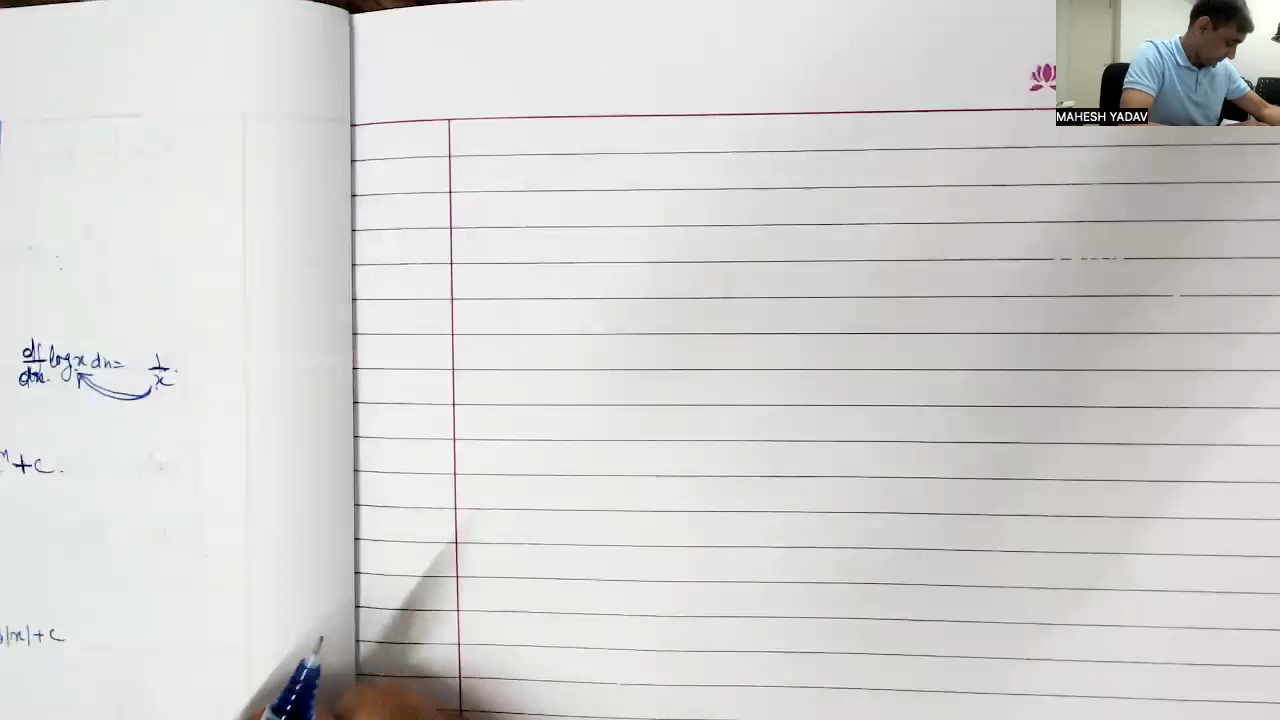 MAHESH YADAV
d/dx log x dx = 1/x.
+ c.
|x| + c